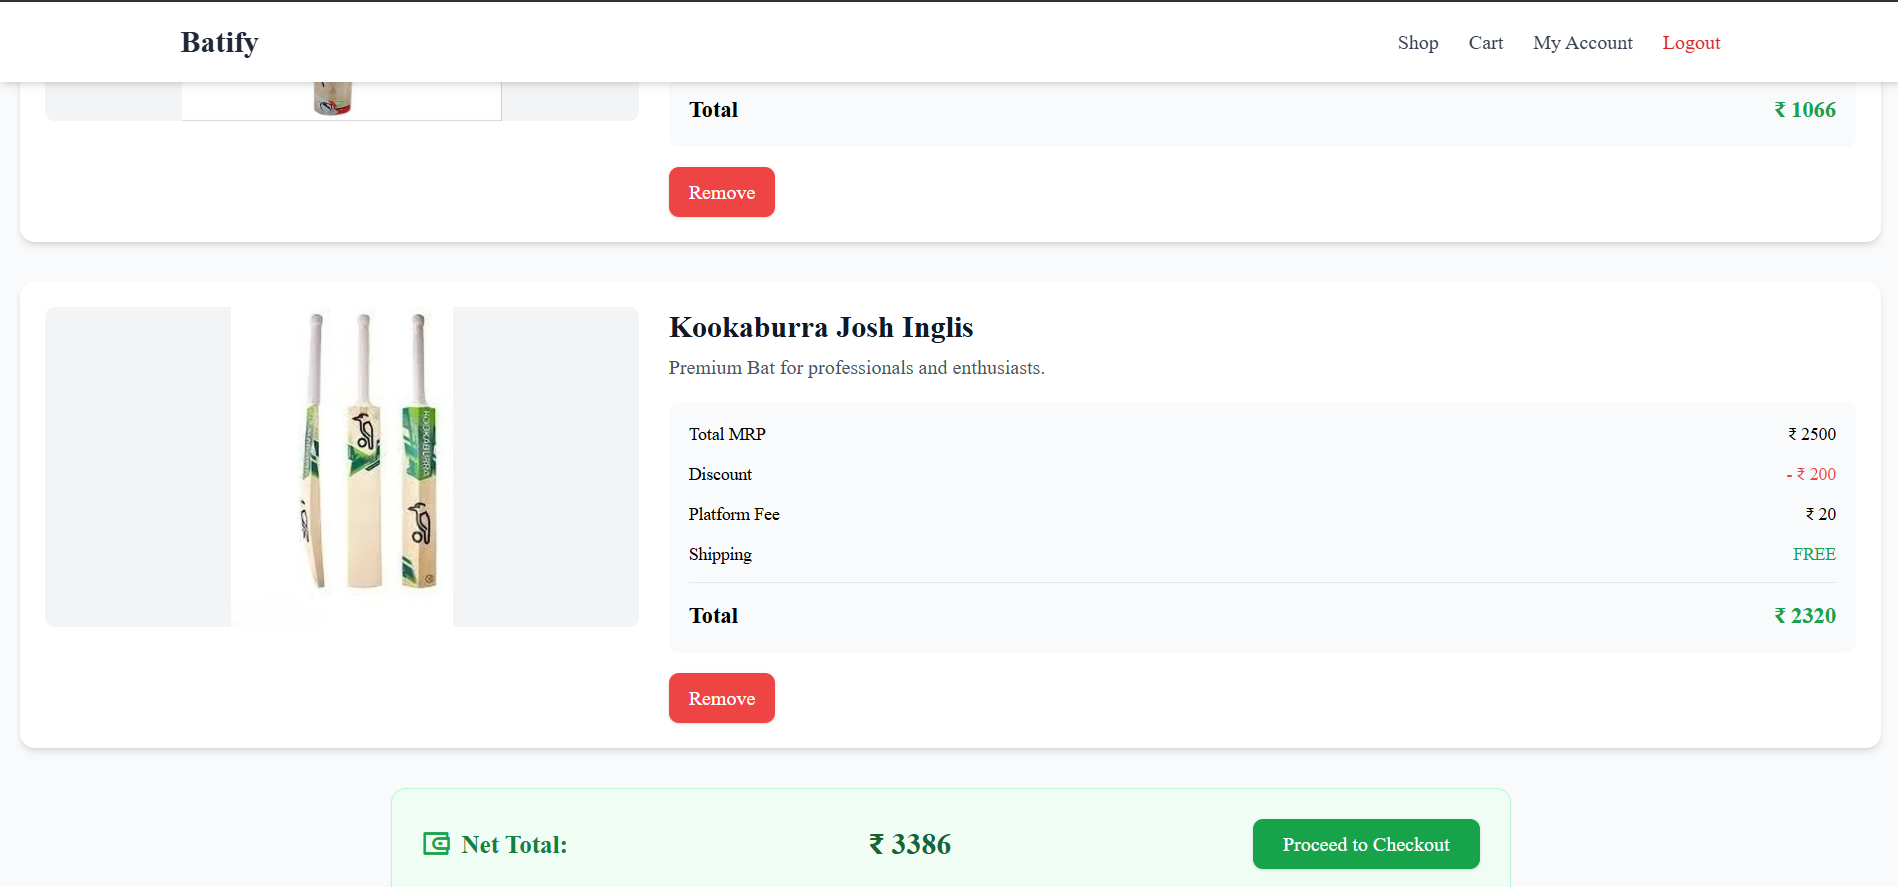 Batify
Shop Cart My Account Logout
Total ₹ 1066
Remove
Kookaburra Josh Inglis
Premium Bat for professionals and enthusiasts.
Total MRP ₹ 2500
Discount - ₹ 200
Platform Fee ₹ 20
Shipping FREE
Total ₹ 2320
Remove
KOOKABURRA
Net Total: ₹ 3386 Proceed to Checkout